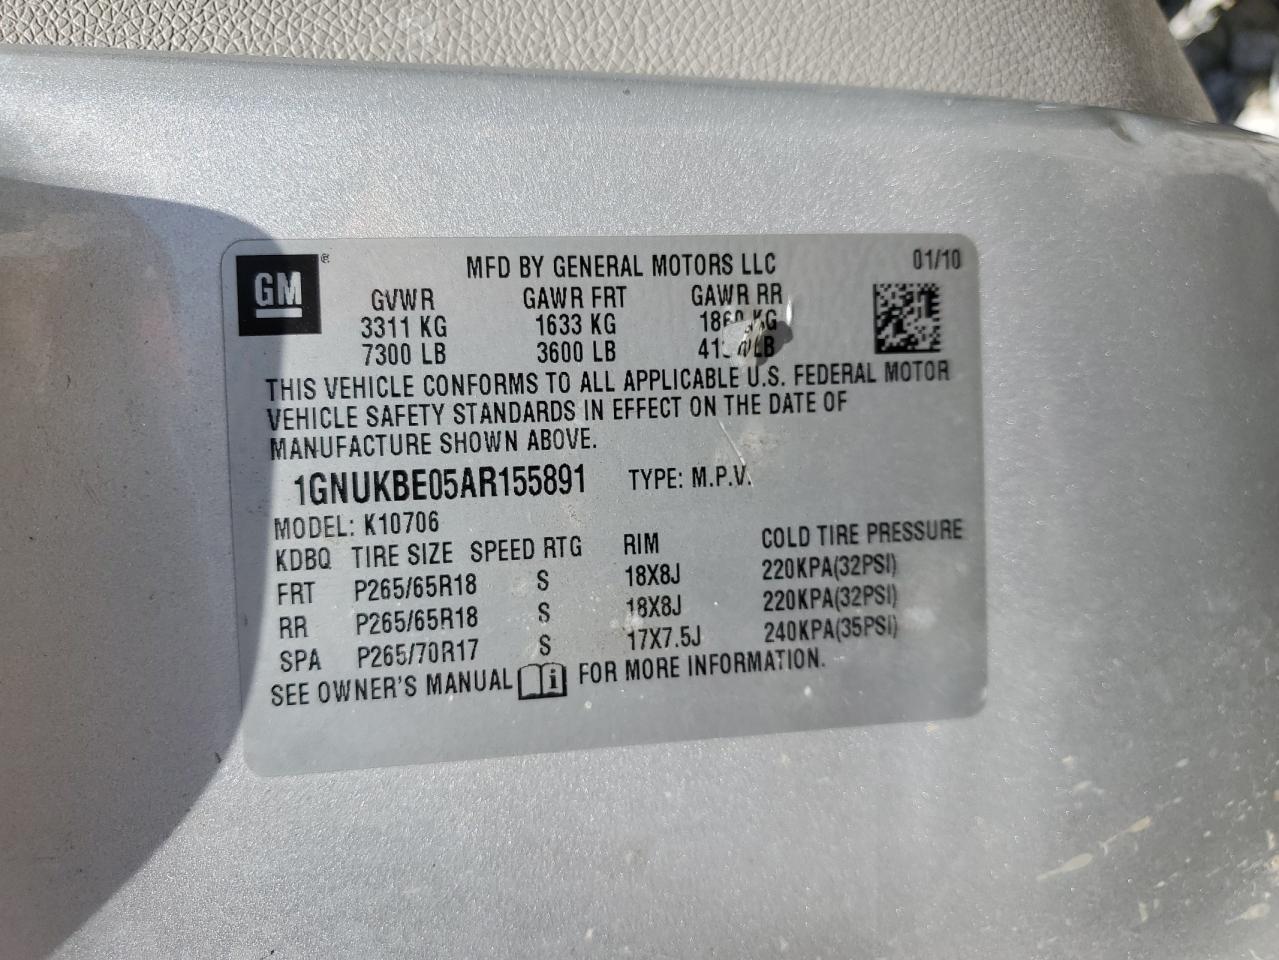 GM ® MFD BY GENERAL MOTORS LLC 01/10
GVWR GAWR FRT GAWR RR
3311 KG 1633 KG KG
7300 LB 3600 LB LB
THIS VEHICLE CONFORMS TO ALL APPLICABLE U.S. FEDERAL MOTOR
VEHICLE SAFETY STANDARDS IN EFFECT ON THE DATE OF
MANUFACTURE SHOWN ABOVE.
1GNUKBE05AR155891 TYPE: M.P.V.
MODEL: K10706
KDBQ TIRE SIZE SPEED RTG RIM COLD TIRE PRESSURE
FRT P265/65R18 S 18X8J 220KPA(32PSI)
RR P265/65R18 S 18X8J 220KPA(32PSI)
SPA P265/70R17 S 17X7.5J 240KPA(35PSI)
SEE OWNER'S MANUAL i FOR MORE INFORMATION.